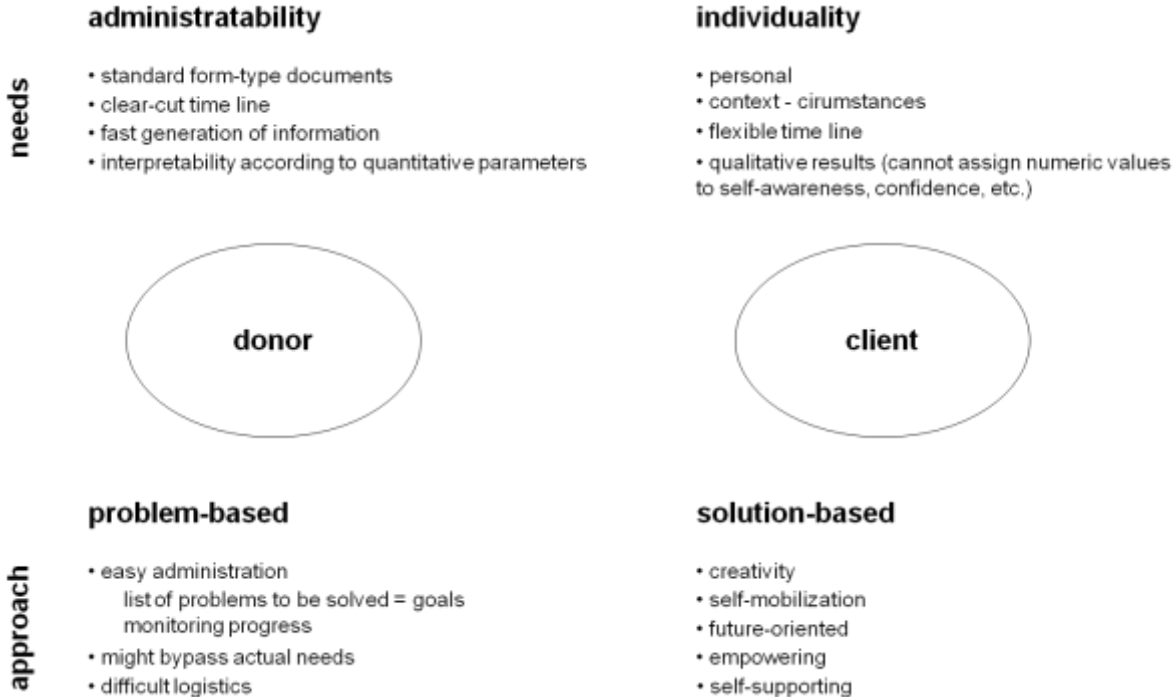 administratability
• standard form-type documents
• clear-cut time line
• fast generation of information
• interpretability according to quantitative parameters
individuality
• personal
• context - cirumstances
• flexible time line
• qualitative results (cannot assign numeric values
to self-awareness, confidence, etc.)
needs
donor
client
problem-based
• easy administration
list of problems to be solved = goals
monitoring progress
• might bypass actual needs
• difficult logistics
solution-based
• creativity
• self-mobilization
• future-oriented
• empowering
• self-supporting
approach